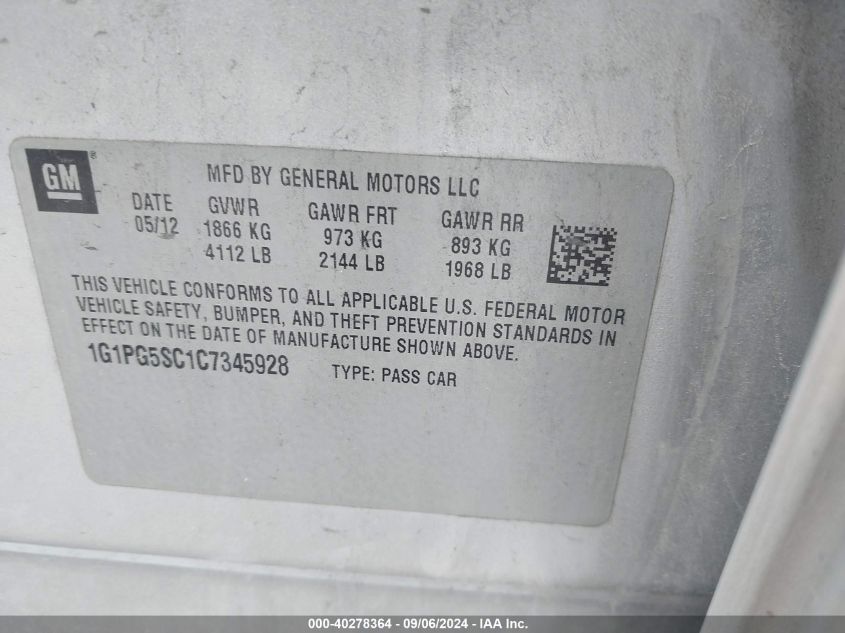 GM ®
MFD BY GENERAL MOTORS LLC
DATE GVWR GAWR FRT GAWR RR
05/12 1866 KG 973 KG 893 KG
4112 LB 2144 LB 1968 LB
THIS VEHICLE CONFORMS TO ALL APPLICABLE U.S. FEDERAL MOTOR
VEHICLE SAFETY, BUMPER, AND THEFT PREVENTION STANDARDS IN
EFFECT ON THE DATE OF MANUFACTURE SHOWN ABOVE.
1G1PG5SC1C7345928 TYPE: PASS CAR
000-40278364 - 09/06/2024 - IAA Inc.